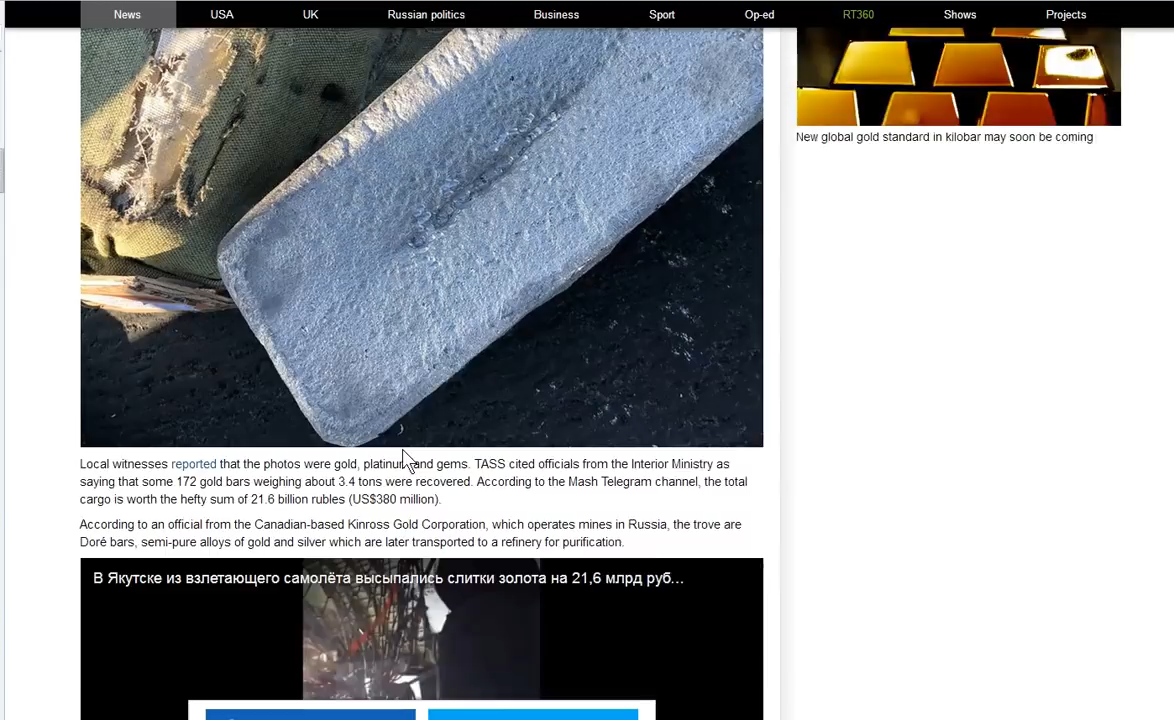 News USA UK Russian politics Business Sport Op-ed RT360 Shows Projects
New global gold standard in kilobar may soon be coming
Local witnesses reported that the photos were gold, platinum and gems. TASS cited officials from the Interior Ministry as
saying that some 172 gold bars weighing about 3.4 tons were recovered. According to the Mash Telegram channel, the total
cargo is worth the hefty sum of 21.6 billion rubles (US$380 million).
According to an official from the Canadian-based Kinross Gold Corporation, which operates mines in Russia, the trove are
Doré bars, semi-pure alloys of gold and silver which are later transported to a refinery for purification.
В Якутске из взлетающего самолёта высыпались слитки золота на 21,6 млрд руб...